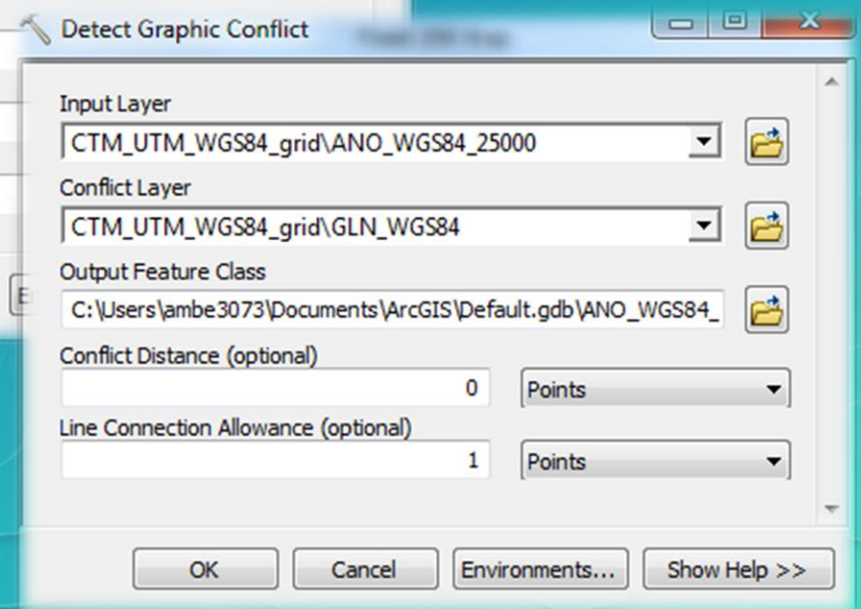 Detect Graphic Conflict
Input Layer
CTM_UTM_WGS84_grid\ANO_WGS84_25000
Conflict Layer
CTM_UTM_WGS84_grid\GLN_WGS84
Output Feature Class
C:\Users\ambe3073\Documents\ArcGIS\Default.gdb\ANO_WGS84_
Conflict Distance (optional)
0 Points
Line Connection Allowance (optional)
1 Points
OK Cancel Environments... Show Help >>